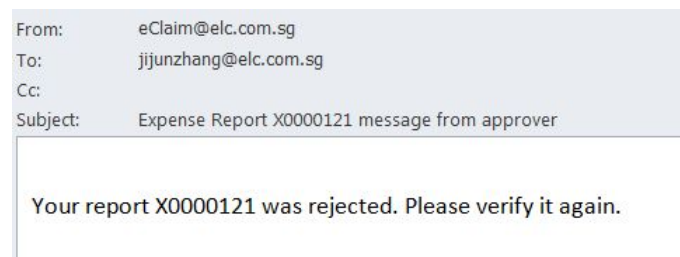 From: eClaim@elc.com.sg
To: jijunzhang@elc.com.sg
Cc:
Subject: Expense Report X0000121 message from approver
Your report X0000121 was rejected. Please verify it again.